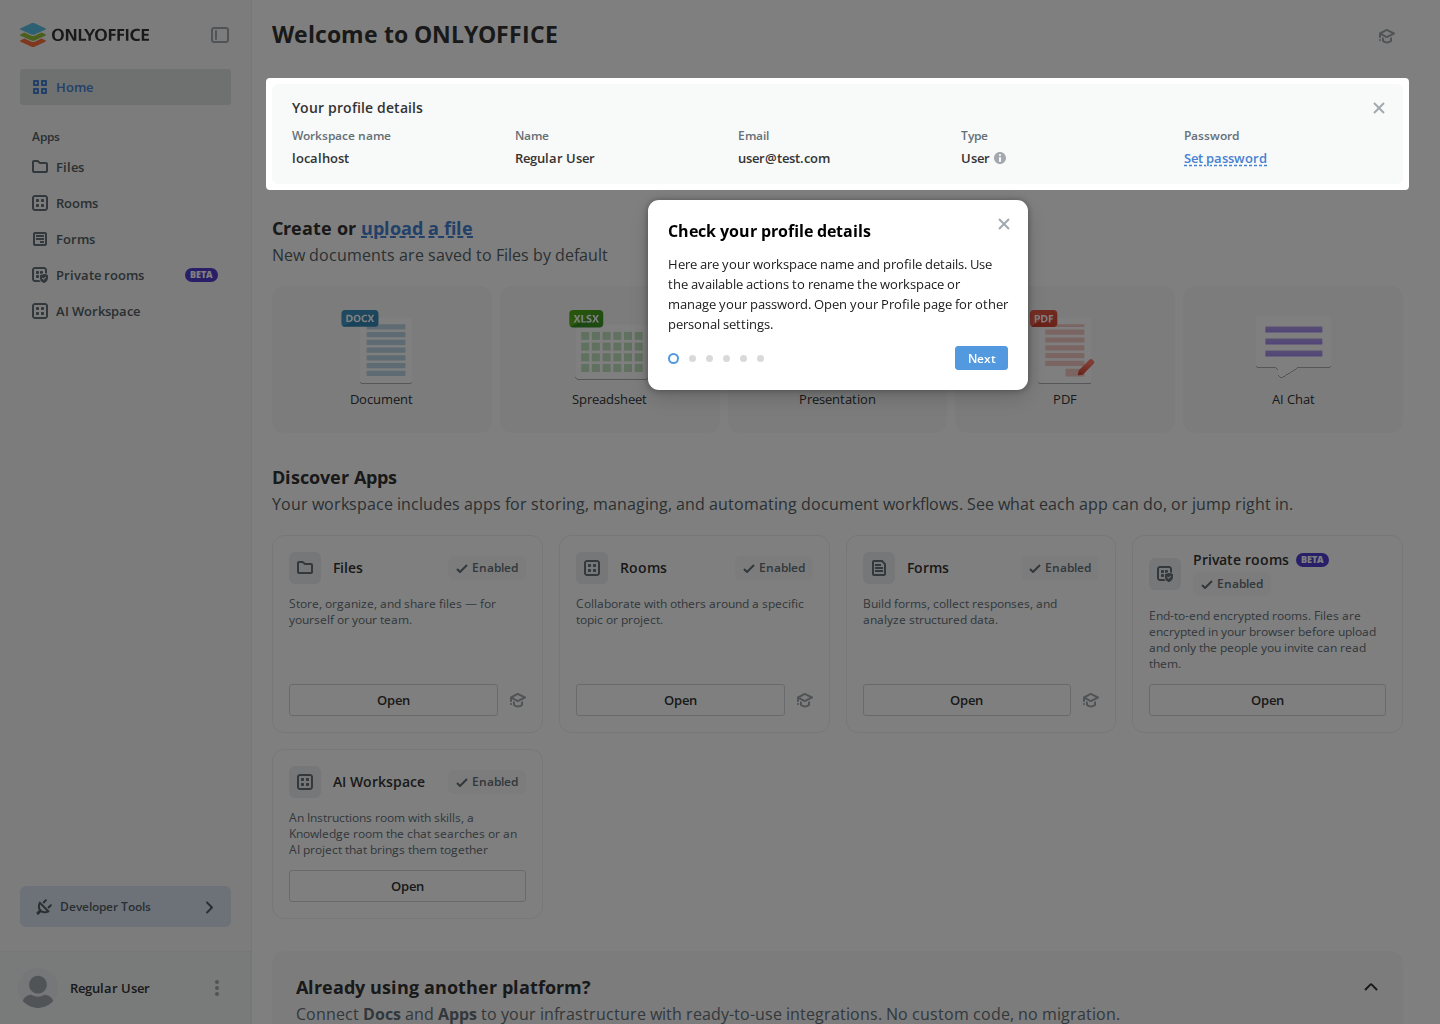 ONLYOFFICE
Home
Apps
Files
Rooms
Forms
Private rooms BETA
AI Workspace
Developer Tools
Regular User
Welcome to ONLYOFFICE
Your profile details
Workspace name Name Email Type Password
localhost Regular User user@test.com User Set password
Create or upload a file
New documents are saved to Files by default
Check your profile details
Here are your workspace name and profile details. Use
the available actions to rename the workspace or
manage your password. Open your Profile page for other
personal settings.
Next
DOCX XLSX PDF
Document Spreadsheet Presentation PDF AI Chat
Discover Apps
Your workspace includes apps for storing, managing, and automating document workflows. See what each app can do, or jump right in.
Files Enabled
Store, organize, and share files — for
yourself or your team.
Open
Rooms Enabled
Collaborate with others around a specific
topic or project.
Open
Forms Enabled
Build forms, collect responses, and
analyze structured data.
Open
Private rooms BETA
Enabled
End-to-end encrypted rooms. Files are
encrypted in your browser before upload
and only the people you invite can read
them.
Open
AI Workspace Enabled
An Instructions room with skills, a
Knowledge room the chat searches or an
AI project that brings them together
Open
Already using another platform?
Connect Docs and Apps to your infrastructure with ready-to-use integrations. No custom code, no migration.